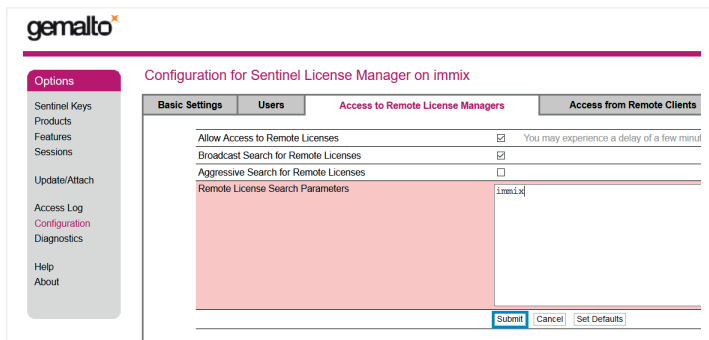 gemalto
Options
Sentinel Keys
Products
Features
Sessions
Update/Attach
Access Log
Configuration
Diagnostics
Help
About
Configuration for Sentinel License Manager on immix
Basic Settings Users Access to Remote License Managers Access from Remote Clients
Allow Access to Remote Licenses You may experience a delay of a few minut
Broadcast Search for Remote Licenses
Aggressive Search for Remote Licenses
Remote License Search Parameters immix
Submit Cancel Set Defaults